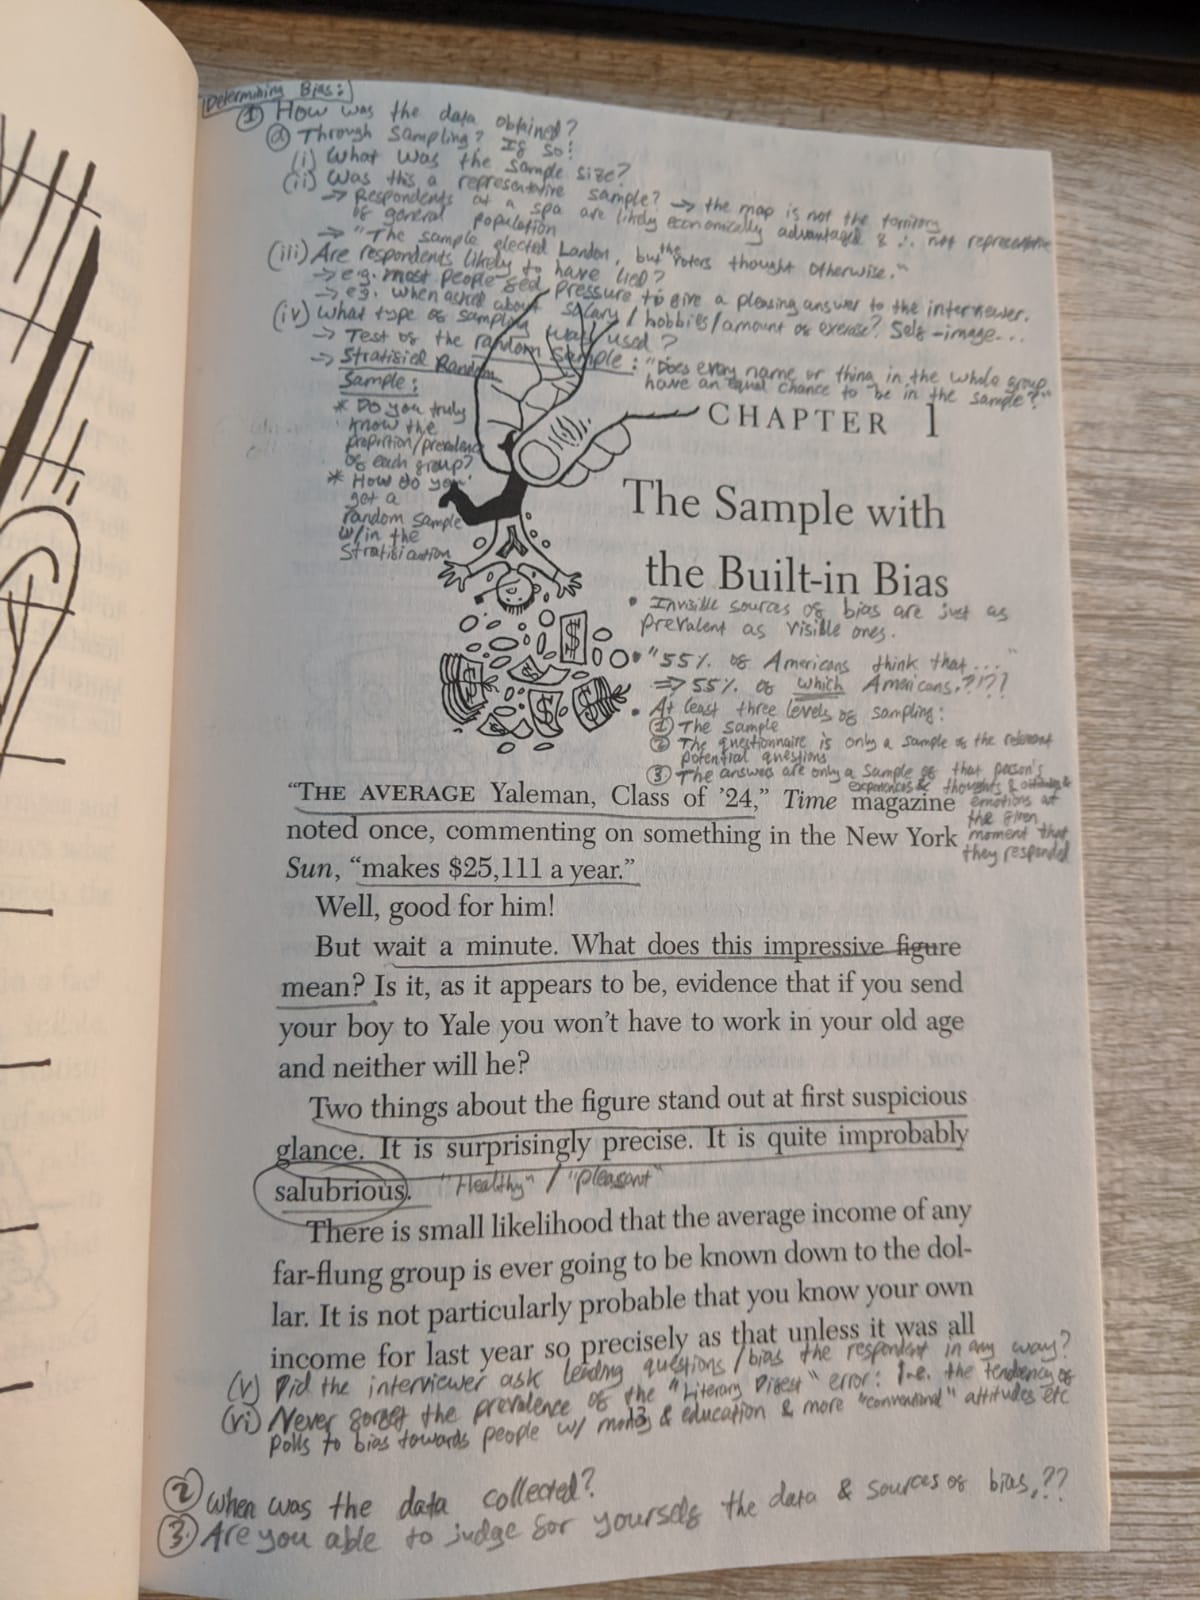 Determining Bias:
① How was the data obtained?
ⓐ Through sampling? If so:
(i) What was the sample size?
(ii) Was this a representative sample? → the map is not the territory
→ Respondents at a spa are likely economically advantaged & ∴ not representative
of general population
→ "The sample elected Landon, but the voters thought otherwise."
(iii) Are respondents likely to have lied?
→ e.g. most people feel pressure to give a pleasing answer to the interviewer.
→ eg. when asked about salary / hobbies/amount of exercise? Self-image...
(iv) What type of sampling was used?
→ Test of the random sample: "Does every name or thing in the whole group
have an equal chance to be in the sample?"
→ Stratified Random
Sample:
* Do you truly
know the
proportion/prevalence
of each group?
* How do you
get a
random sample
w/in the
Stratification
CHAPTER 1
The Sample with
the Built-in Bias
• Invisible sources of bias are just as
prevalent as visible ones.
• "55% of Americans think that..."
⇒ 55% of which Americans?!?!
• At least three levels of sampling:
① The sample
② The questionnaire is only a sample of the relevant
potential questions
③ The answers are only a sample of that person's
experiences & thoughts & attitudes &
emotions at
the given
moment that
they responded
"THE AVERAGE Yaleman, Class of '24," Time magazine
noted once, commenting on something in the New York
Sun, "makes $25,111 a year."
Well, good for him!
But wait a minute. What does this impressive figure
mean? Is it, as it appears to be, evidence that if you send
your boy to Yale you won't have to work in your old age
and neither will he?
Two things about the figure stand out at first suspicious
glance. It is surprisingly precise. It is quite improbably
salubrious. "Healthy" / "pleasant"
There is small likelihood that the average income of any
far-flung group is ever going to be known down to the dol-
lar. It is not particularly probable that you know your own
income for last year so precisely as that unless it was all
(v) Did the interviewer ask leading questions / bias the respondent in any way?
(vi) Never forget the prevalence of the "Literary Digest" error: I.e. the tendency of
polls to bias towards people w/ money & education & more "conventional" attitudes etc
13
② When was the data collected?
③ Are you able to judge for yourself the data & sources of bias,??